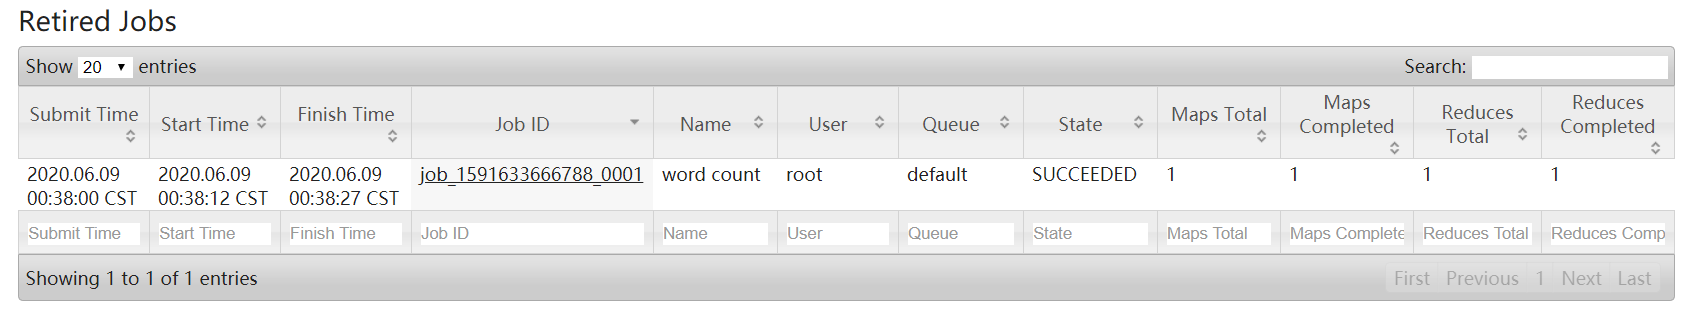 Retired Jobs
Show 20 entries Search:
Submit Time Start Time Finish Time Job ID Name User Queue State Maps Total Maps Completed Reduces Total Reduces Completed
2020.06.09 00:38:00 CST 2020.06.09 00:38:12 CST 2020.06.09 00:38:27 CST job_1591633666788_0001 word count root default SUCCEEDED 1 1 1 1
Submit Time Start Time Finish Time Job ID Name User Queue State Maps Total Maps Complete Reduces Total Reduces Comp
Showing 1 to 1 of 1 entries First Previous 1 Next Last